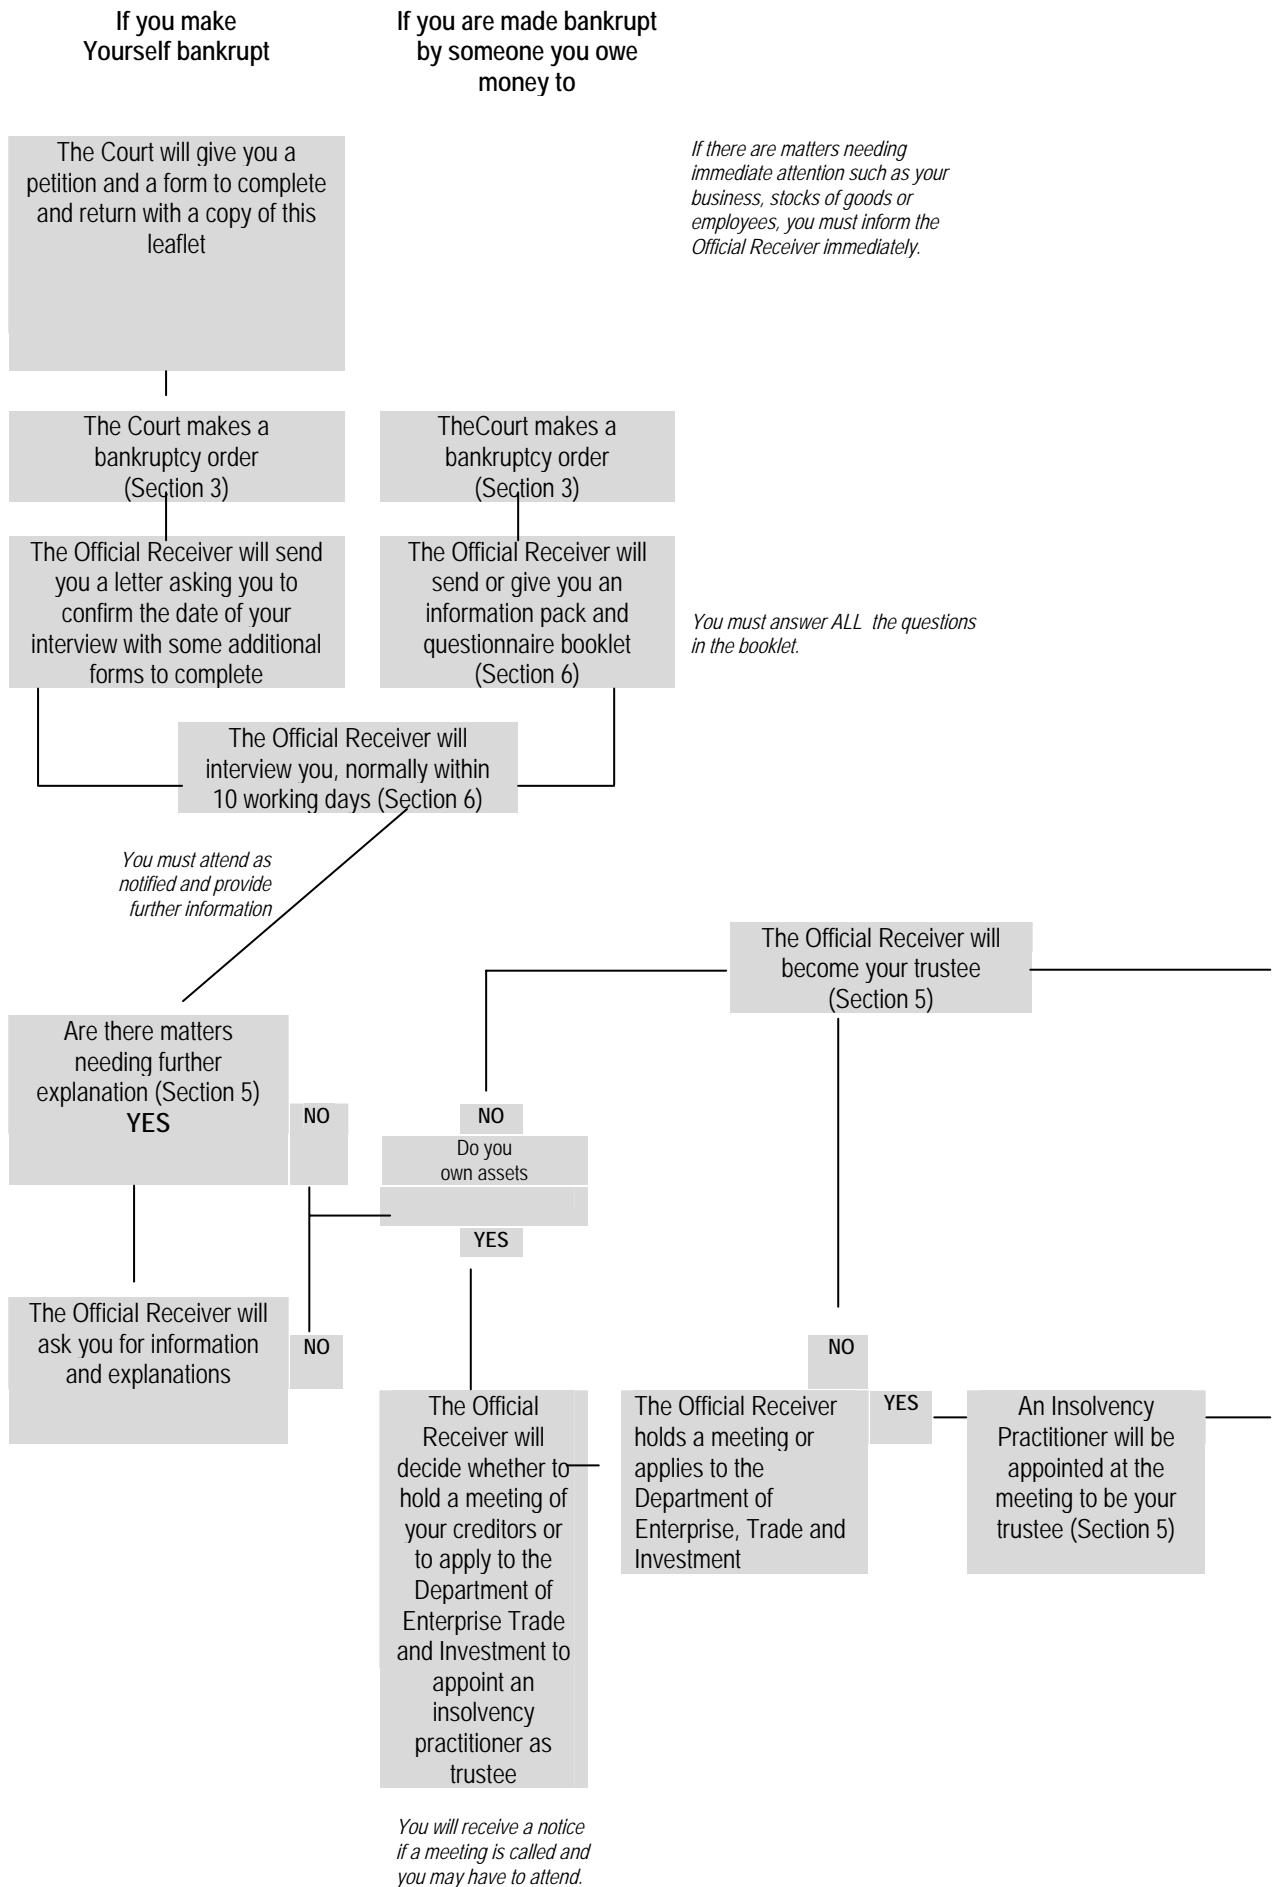 If you make
Yourself bankrupt
If you are made bankrupt
by someone you owe
money to
The Court will give you a
petition and a form to complete
and return with a copy of this
leaflet
If there are matters needing
immediate attention such as your
business, stocks of goods or
employees, you must inform the
Official Receiver immediately.
The Court makes a
bankruptcy order
(Section 3)
TheCourt makes a
bankruptcy order
(Section 3)
The Official Receiver will send
you a letter asking you to
confirm the date of your
interview with some additional
forms to complete
The Official Receiver will
send or give you an
information pack and
questionnaire booklet
(Section 6)
You must answer ALL the questions
in the booklet.
The Official Receiver will
interview you, normally within
10 working days (Section 6)
You must attend as
notified and provide
further information
The Official Receiver will
become your trustee
(Section 5)
Are there matters
needing further
explanation (Section 5)
YES
NO
NO
Do you
own assets
YES
The Official Receiver will
ask you for information
and explanations
NO
NO
The Official
Receiver will
decide whether to
hold a meeting of
your creditors or
to apply to the
Department of
Enterprise Trade
and Investment to
appoint an
insolvency
practitioner as
trustee
The Official Receiver
holds a meeting or
applies to the
Department of
Enterprise, Trade and
Investment
YES
An Insolvency
Practitioner will be
appointed at the
meeting to be your
trustee (Section 5)
You will receive a notice
if a meeting is called and
you may have to attend.